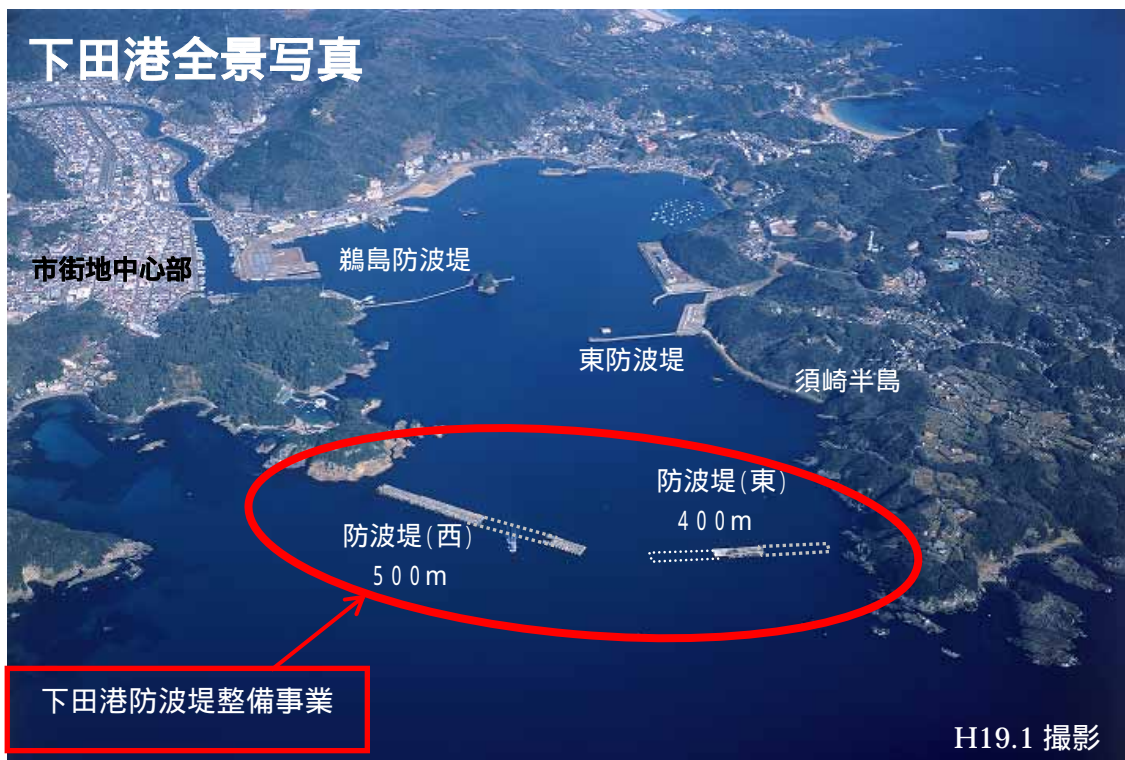 下田港全景写真
鵜島防波堤
市街地中心部
東防波堤
須崎半島
防波堤(東)
400m
防波堤(西)
500m
下田港防波堤整備事業
H19.1 撮影